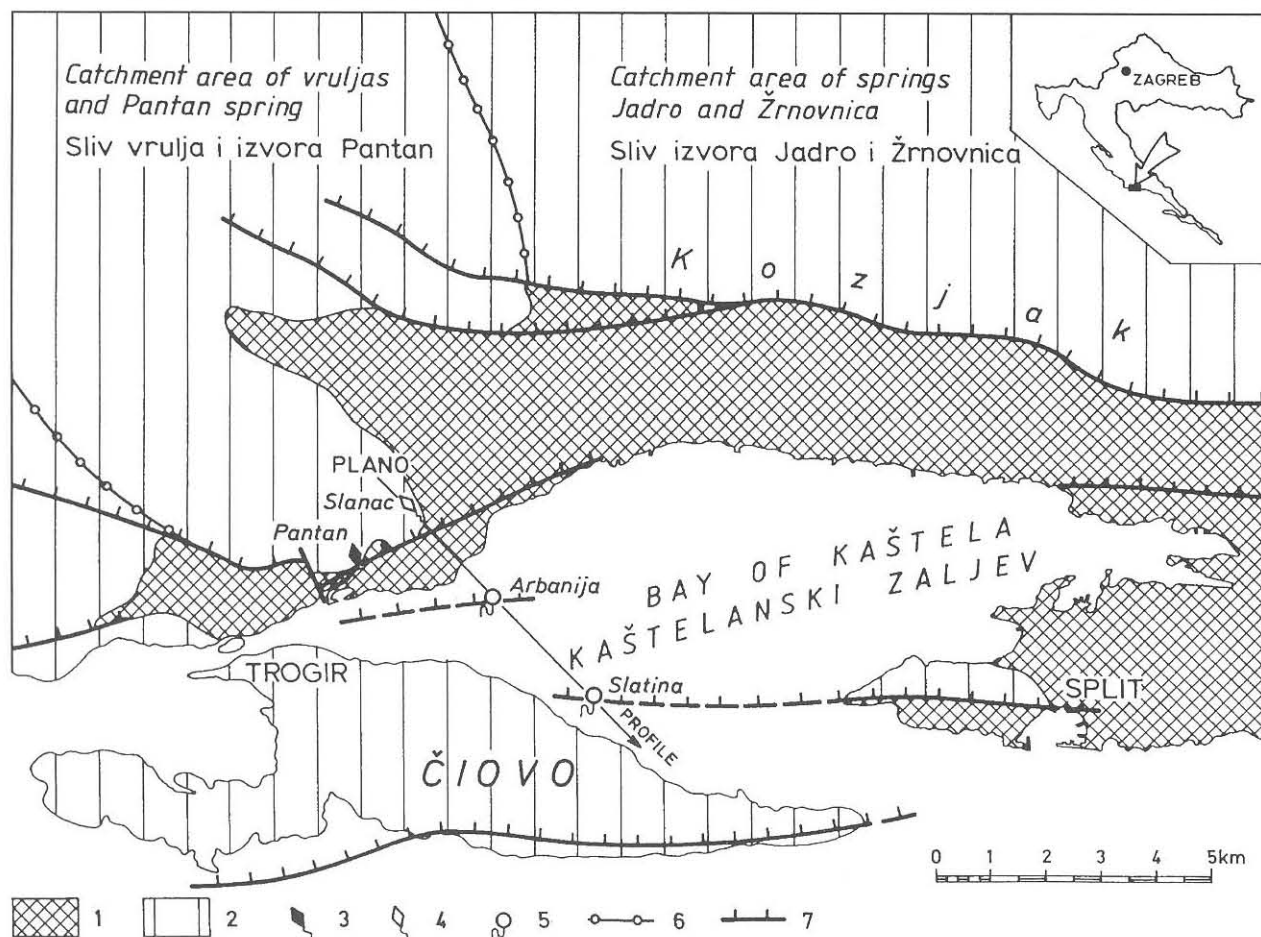 Catchment area of vruljas
and Pantan spring
Sliv vrulja i izvora Pantan
Catchment area of springs
Jadro and Žrnovnica
Sliv izvora Jadro i Žrnovnica
ZAGREB
Kozjak
PLANO
Slanac
Pantan
Arbanija
BAY OF KAŠTELA
KAŠTELANSKI ZALJEV
TROGIR
Slatina
SPLIT
PROFILE
ČIOVO
0 1 2 3 4 5km
1 2 3 4 5 6 7